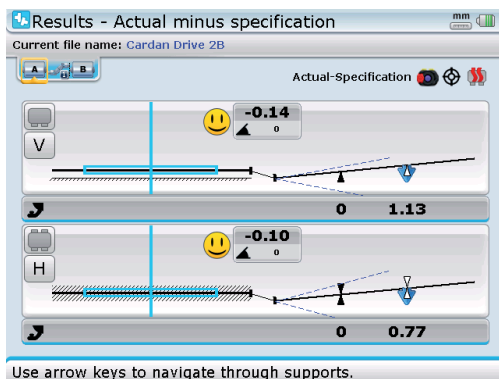 Results - Actual minus specification
mm
Current file name: Cardan Drive 2B
A B
Actual-Specification
-0.14
0
V
0 1.13
-0.10
0
H
0 0.77
Use arrow keys to navigate through supports.